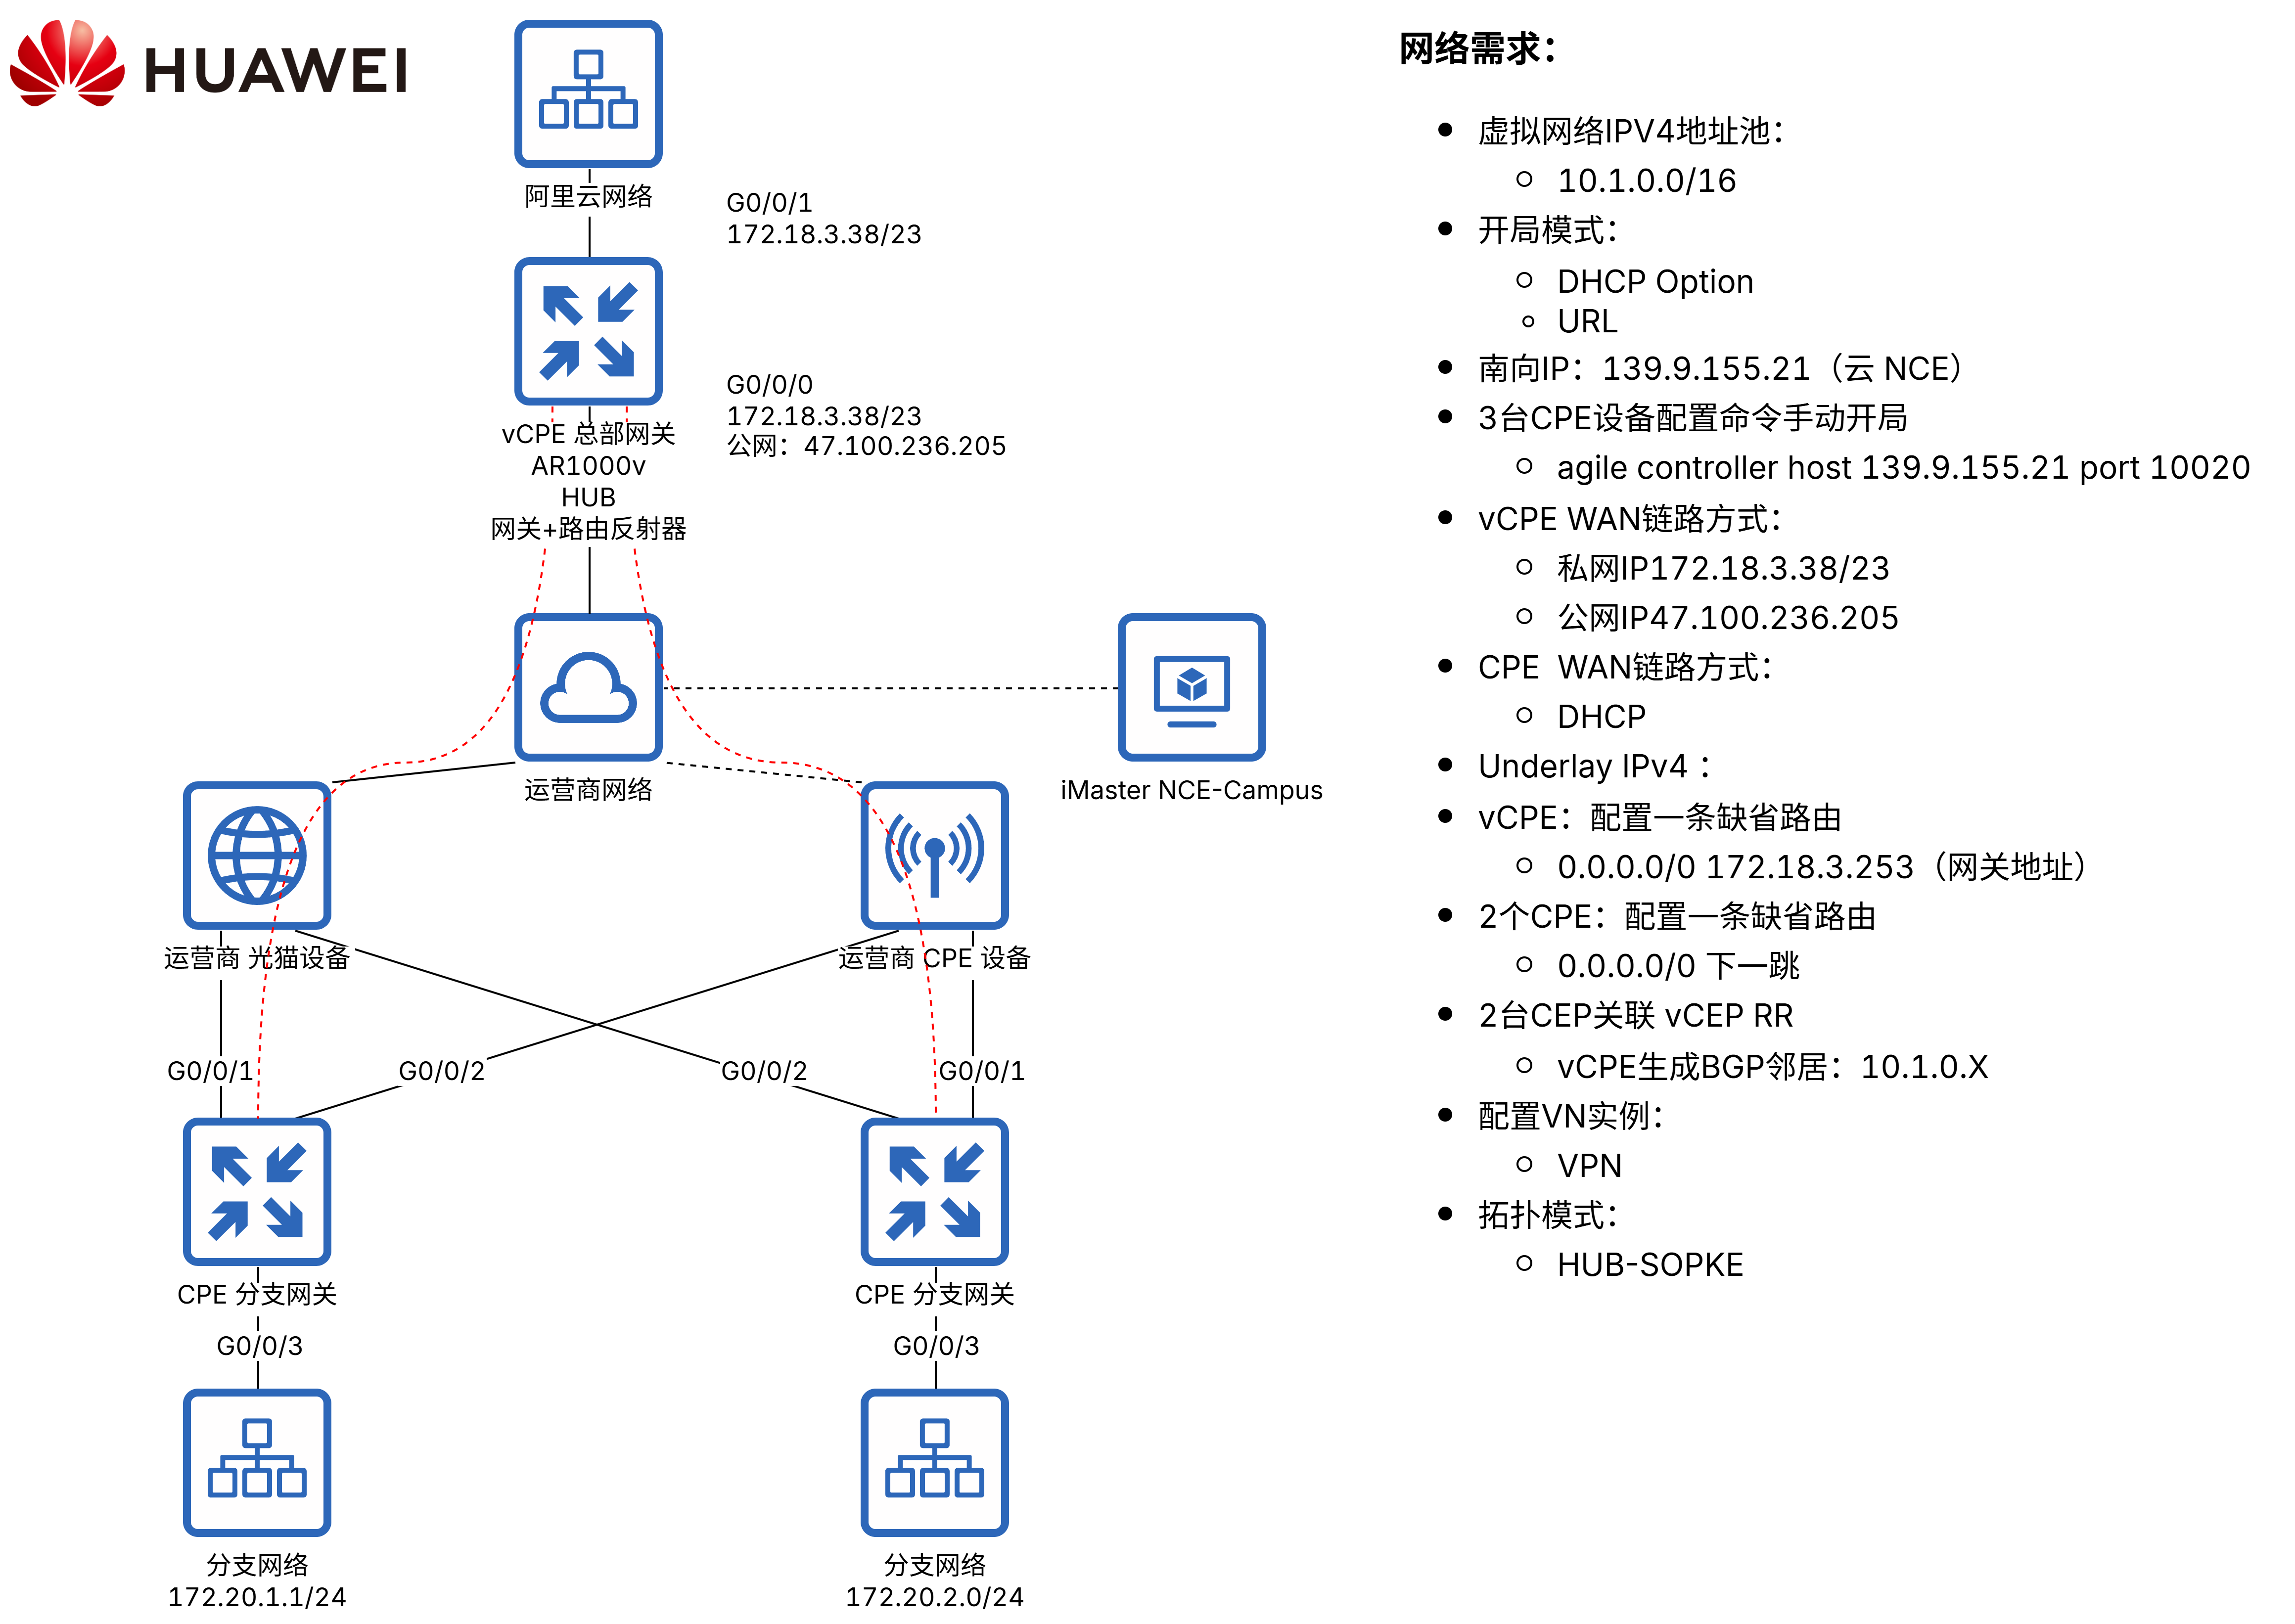 HUAWEI
阿里云网络
G0/0/1
172.18.3.38/23
G0/0/0
172.18.3.38/23
公网：47.100.236.205
vCPE 总部网关
AR1000v
HUB
网关+路由反射器
运营商网络
iMaster NCE-Campus
运营商 光猫设备
运营商 CPE 设备
G0/0/1
G0/0/2
G0/0/2
G0/0/1
CPE 分支网关
CPE 分支网关
G0/0/3
G0/0/3
分支网络
172.20.1.1/24
分支网络
172.20.2.0/24
网络需求：
虚拟网络IPV4地址池：
10.1.0.0/16
开局模式：
DHCP Option
URL
南向IP：139.9.155.21（云 NCE）
3台CPE设备配置命令手动开局
agile controller host 139.9.155.21 port 10020
vCPE WAN链路方式：
私网IP172.18.3.38/23
公网IP47.100.236.205
CPE  WAN链路方式：
DHCP
Underlay IPv4 ：
vCPE：配置一条缺省路由
0.0.0.0/0 172.18.3.253（网关地址）
2个CPE：配置一条缺省路由
0.0.0.0/0 下一跳
2台CEP关联 vCEP RR
vCPE生成BGP邻居：10.1.0.X
配置VN实例：
VPN
拓扑模式：
HUB-SOPKE